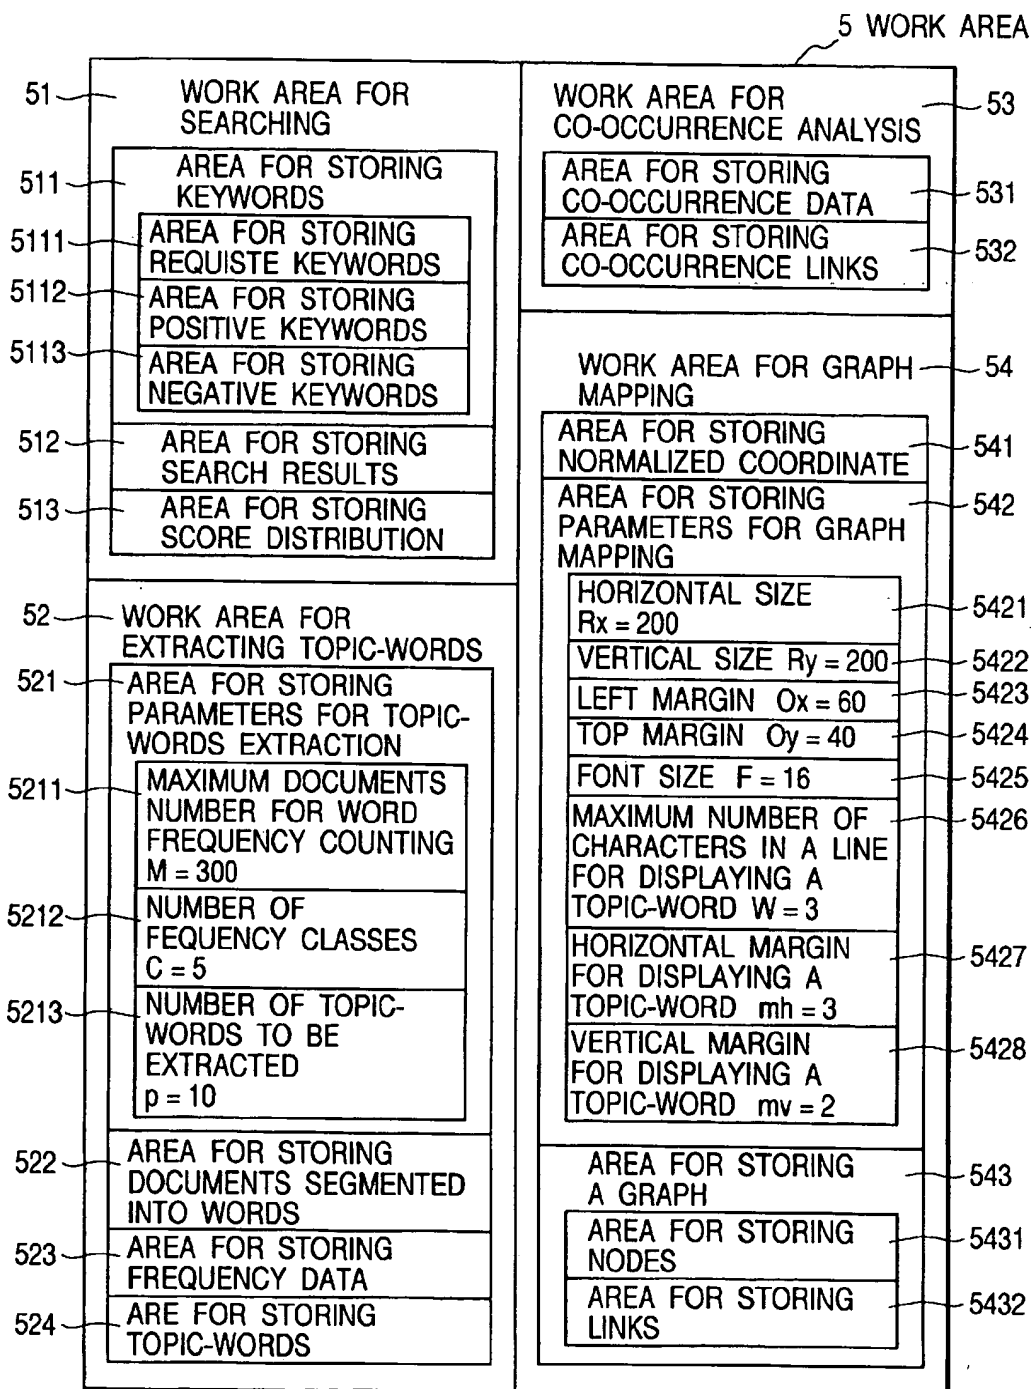 5 WORK AREA
51
WORK AREA FOR
SEARCHING
511
AREA FOR STORING
KEYWORDS
5111
AREA FOR STORING
REQUISTE KEYWORDS
5112
AREA FOR STORING
POSITIVE KEYWORDS
5113
AREA FOR STORING
NEGATIVE KEYWORDS
512
AREA FOR STORING
SEARCH RESULTS
513
AREA FOR STORING
SCORE DISTRIBUTION
52
WORK AREA FOR
EXTRACTING TOPIC-WORDS
521
AREA FOR STORING
PARAMETERS FOR TOPIC-
WORDS EXTRACTION
5211
MAXIMUM DOCUMENTS
NUMBER FOR WORD
FREQUENCY COUNTING
M = 300
5212
NUMBER OF
FEQUENCY CLASSES
C = 5
5213
NUMBER OF TOPIC-
WORDS TO BE
EXTRACTED
p = 10
522
AREA FOR STORING
DOCUMENTS SEGMENTED
INTO WORDS
523
AREA FOR STORING
FREQUENCY DATA
524
ARE FOR STORING
TOPIC-WORDS
WORK AREA FOR
CO-OCCURRENCE ANALYSIS
53
AREA FOR STORING
CO-OCCURRENCE DATA
531
AREA FOR STORING
CO-OCCURRENCE LINKS
532
WORK AREA FOR GRAPH
MAPPING
54
AREA FOR STORING
NORMALIZED COORDINATE
541
AREA FOR STORING
PARAMETERS FOR GRAPH
MAPPING
542
HORIZONTAL SIZE
Rx = 200
5421
VERTICAL SIZE Ry = 200
5422
LEFT MARGIN Ox = 60
5423
TOP MARGIN Oy = 40
5424
FONT SIZE F = 16
5425
MAXIMUM NUMBER OF
CHARACTERS IN A LINE
FOR DISPLAYING A
TOPIC-WORD W = 3
5426
HORIZONTAL MARGIN
FOR DISPLAYING A
TOPIC-WORD mh = 3
5427
VERTICAL MARGIN
FOR DISPLAYING A
TOPIC-WORD mv = 2
5428
AREA FOR STORING
A GRAPH
543
AREA FOR STORING
NODES
5431
AREA FOR STORING
LINKS
5432